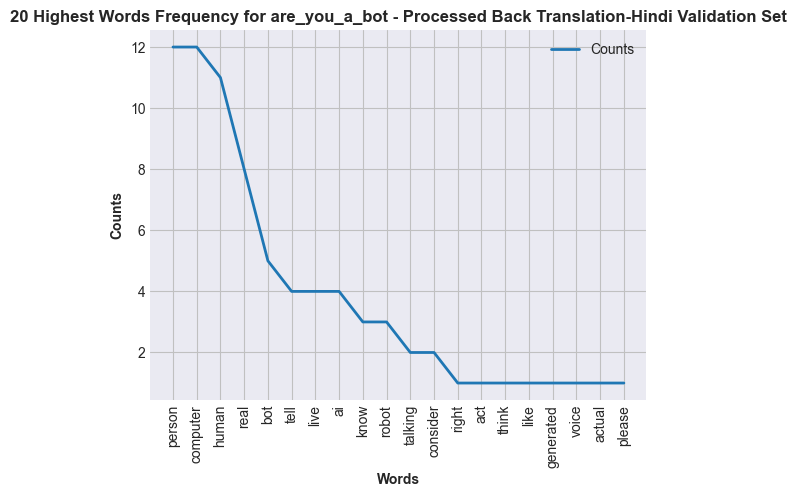 20 Highest Words Frequency for are_you_a_bot - Processed Back Translation-Hindi Validation Set
Counts
12
10
8
6
4
2
Counts
person
computer
human
real
bot
tell
live
ai
know
robot
talking
consider
right
act
think
like
generated
voice
actual
please
Words